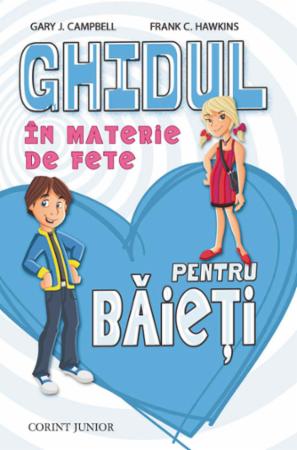 GARY J. CAMPBELL FRANK C. HAWKINS
GHIDUL
ÎN MATERIE
DE FETE
PENTRU
BĂIEȚI
CORINT JUNIOR